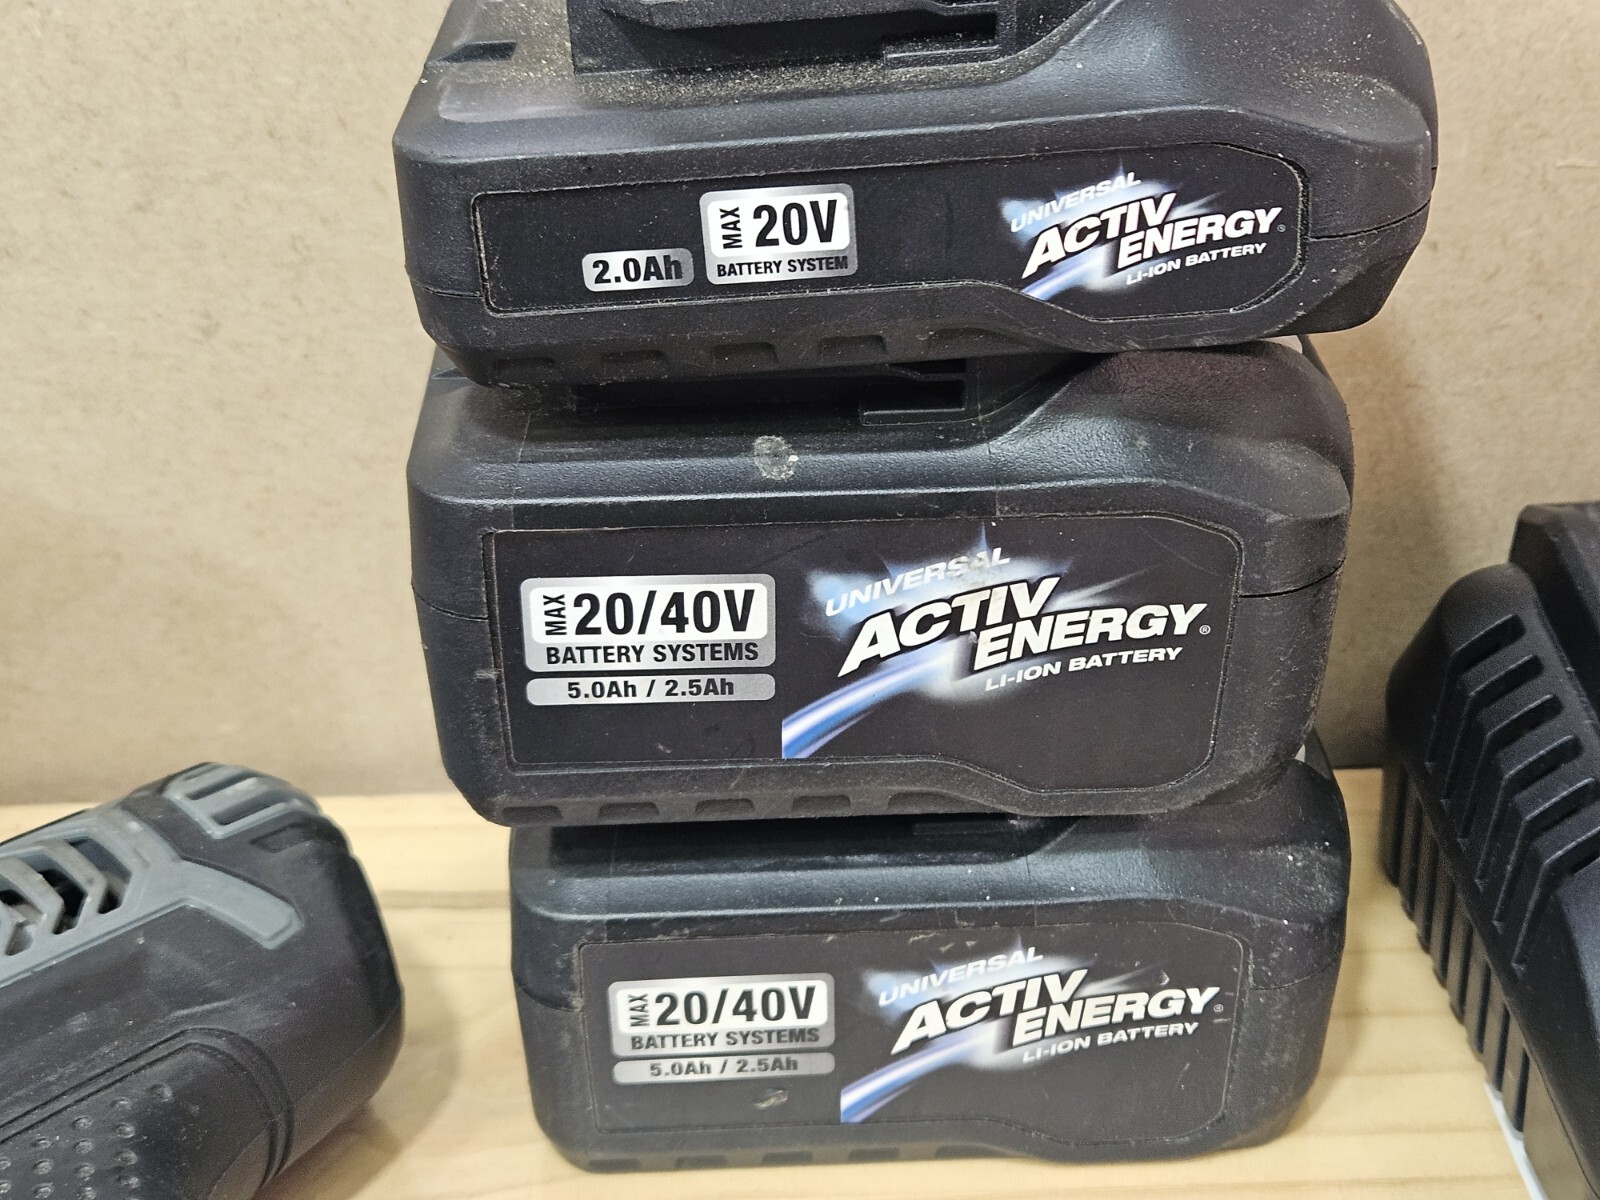 MAX 20V
2.0Ah
BATTERY SYSTEM
UNIVERSAL
ACTIV
ENERGY
LI-ION BATTERY
MAX 20/40V
BATTERY SYSTEMS
5.0Ah / 2.5Ah
UNIVERSAL
ACTIV
ENERGY®
LI-ION BATTERY
MAX 20/40V
BATTERY SYSTEMS
5.0Ah / 2.5Ah
UNIVERSAL
ACTIV
ENERGY®
LI-ION BATTERY